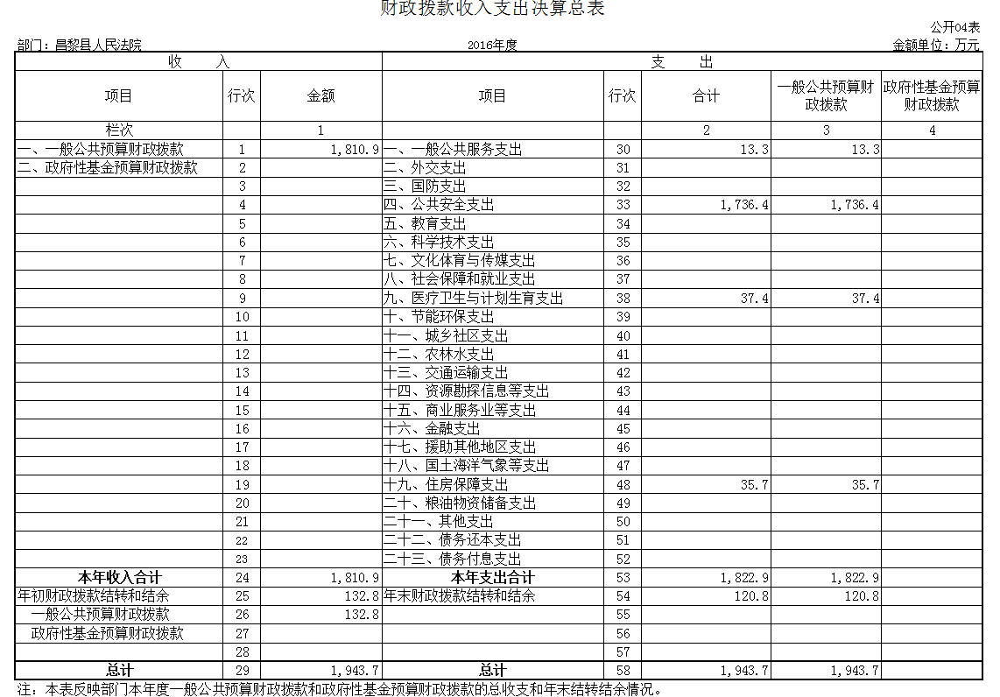 财政拨款收入支出决算总表
公开04表
部门：昌黎县人民法院 2016年度 金额单位：万元
收 入 支 出
项目 行次 金额 项目 行次 合计 一般公共预算财政拨款 政府性基金预算财政拨款
栏次 1 2 3 4
一、一般公共预算财政拨款 1 1,810.9 一、一般公共服务支出 30 13.3 13.3
二、政府性基金预算财政拨款 2 二、外交支出 31
3 三、国防支出 32
4 四、公共安全支出 33 1,736.4 1,736.4
5 五、教育支出 34
6 六、科学技术支出 35
7 七、文化体育与传媒支出 36
8 八、社会保障和就业支出 37
9 九、医疗卫生与计划生育支出 38 37.4 37.4
10 十、节能环保支出 39
11 十一、城乡社区支出 40
12 十二、农林水支出 41
13 十三、交通运输支出 42
14 十四、资源勘探信息等支出 43
15 十五、商业服务业等支出 44
16 十六、金融支出 45
17 十七、援助其他地区支出 46
18 十八、国土海洋气象等支出 47
19 十九、住房保障支出 48 35.7 35.7
20 二十、粮油物资储备支出 49
21 二十一、其他支出 50
22 二十二、债务还本支出 51
23 二十三、债务付息支出 52
本年收入合计 24 1,810.9 本年支出合计 53 1,822.9 1,822.9
年初财政拨款结转和结余 25 132.8 年末财政拨款结转和结余 54 120.8 120.8
一般公共预算财政拨款 26 132.8 55
政府性基金预算财政拨款 27 56
28 57
总计 29 1,943.7 总计 58 1,943.7 1,943.7
注：本表反映部门本年度一般公共预算财政拨款和政府性基金预算财政拨款的总收支和年末结转结余情况。